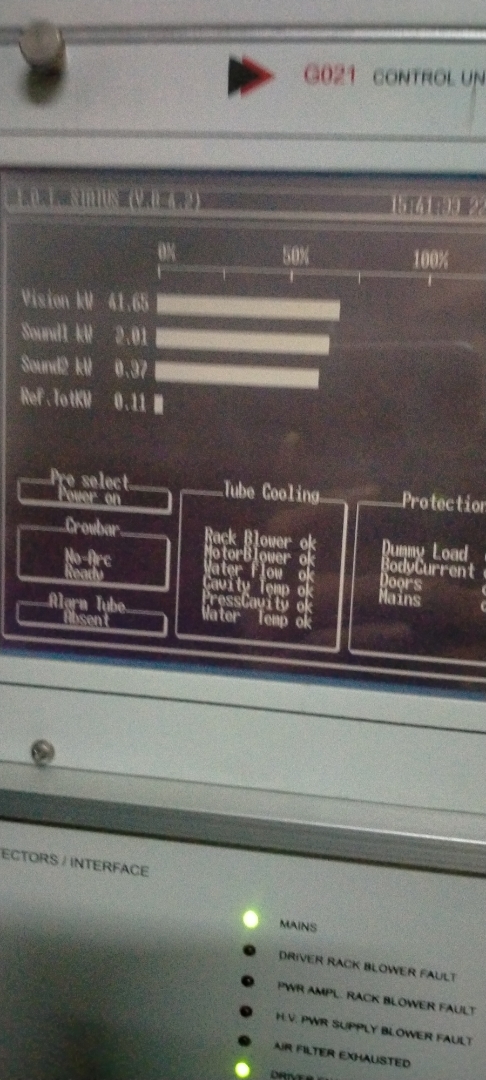 G021 CONTROL UN
I.O.T. STATUS (V.0.4.2) 15:41:33 22
0% 50% 100%
Vision kW 41.65
Sound1 kW 2.01
Sound2 kW 0.37
Ref.TotKW 0.11
Pre select
Power on
Crowbar
No-Arc
Ready
Alarm Tube
Absent
Tube Cooling
Rack Blower ok
MotorBlower ok
Water Flow ok
Cavity Temp ok
PressCavity ok
Water Temp ok
Protection
Dummy Load
BodyCurrent
Doors
Mains
ECTORS / INTERFACE
MAINS
DRIVER RACK BLOWER FAULT
PWR AMPL. RACK BLOWER FAULT
H.V. PWR SUPPLY BLOWER FAULT
AIR FILTER EXHAUSTED
DRIVER